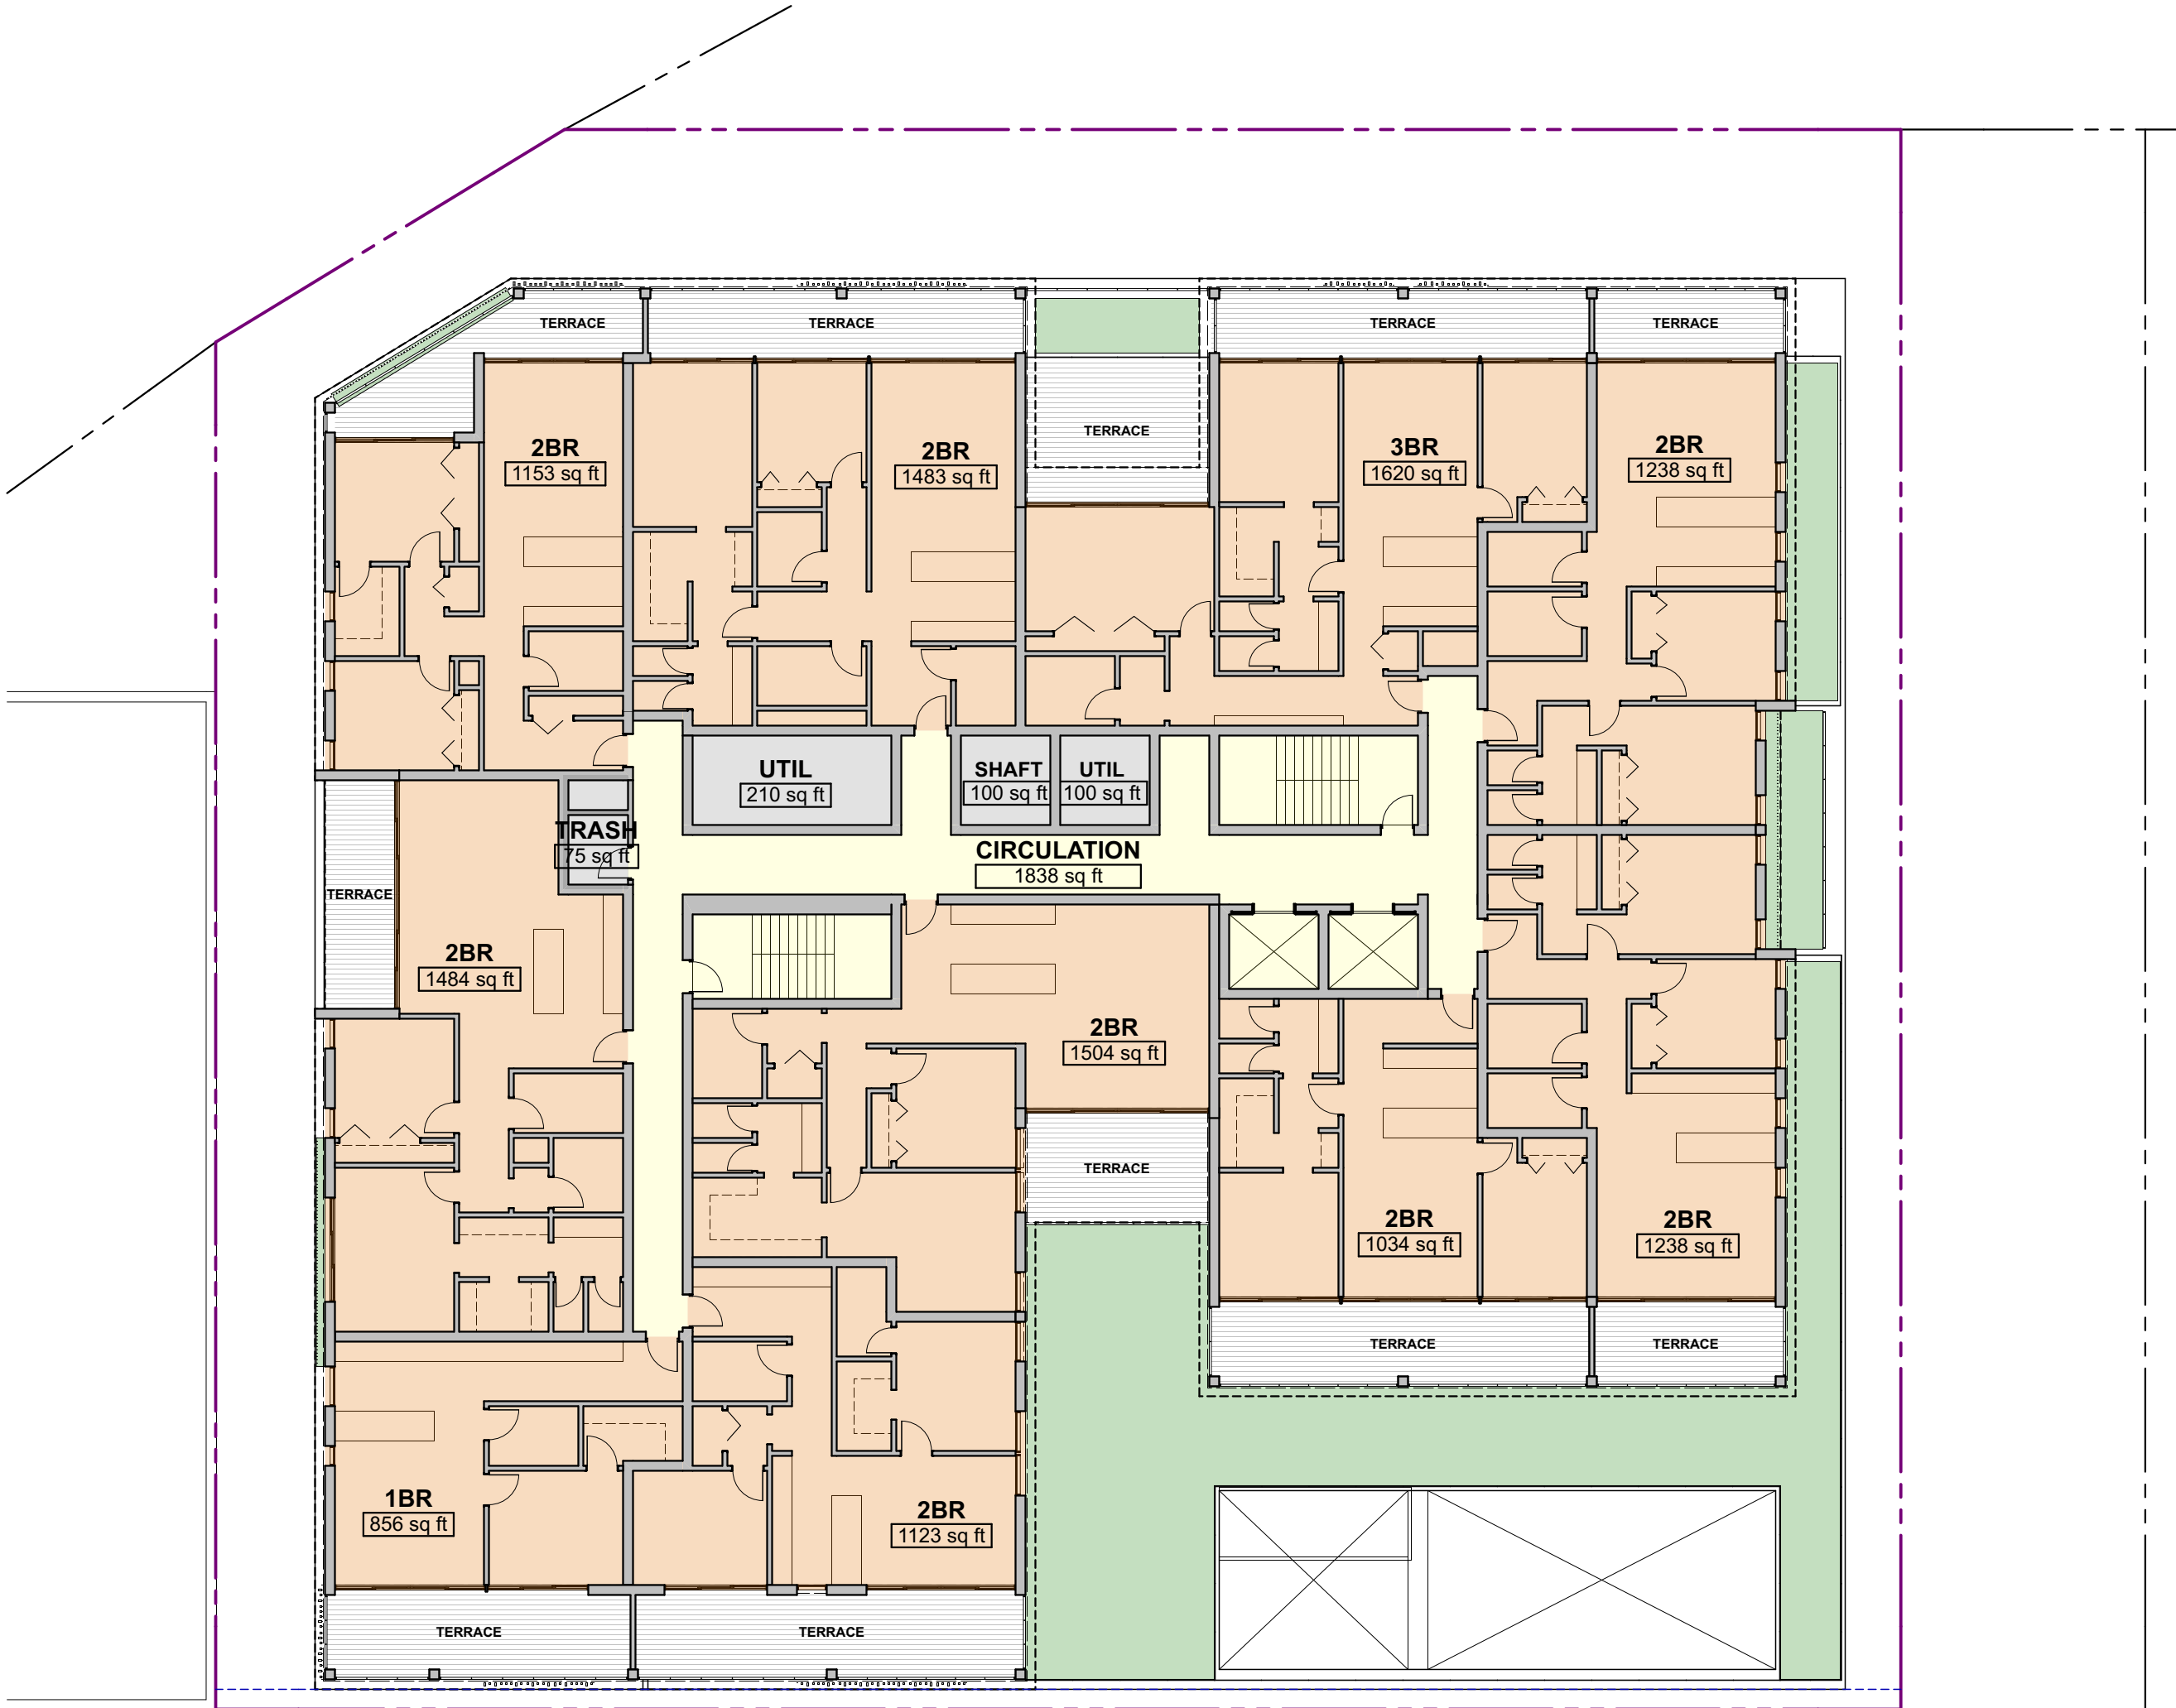 TERRACE
TERRACE
TERRACE
TERRACE
TERRACE
2BR
1153 sq ft
2BR
1483 sq ft
3BR
1620 sq ft
2BR
1238 sq ft
UTIL
210 sq ft
SHAFT
100 sq ft
UTIL
100 sq ft
TRASH
75 sq ft
CIRCULATION
1838 sq ft
TERRACE
2BR
1484 sq ft
2BR
1504 sq ft
TERRACE
2BR
1034 sq ft
2BR
1238 sq ft
TERRACE
TERRACE
1BR
856 sq ft
2BR
1123 sq ft
TERRACE
TERRACE